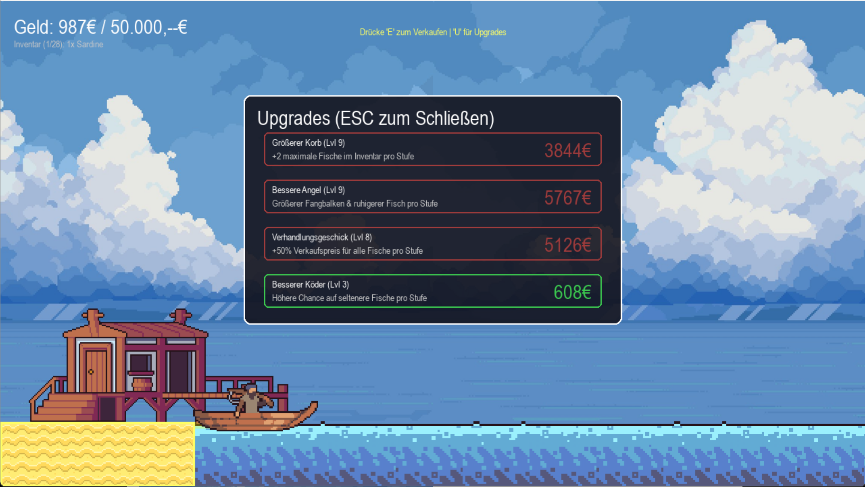 Geld: 987€ / 50.000,--€
Inventar (1/28): 1x Sardine
Drücke 'E' zum Verkaufen | 'U' für Upgrades
Upgrades (ESC zum Schließen)
Größerer Korb (Lvl 9)
+2 maximale Fische im Inventar pro Stufe
3844€
Bessere Angel (Lvl 9)
Größerer Fangbalken & ruhigerer Fisch pro Stufe
5767€
Verhandlungsgeschick (Lvl 8)
+50% Verkaufspreis für alle Fische pro Stufe
5126€
Besserer Köder (Lvl 3)
Höhere Chance auf seltenere Fische pro Stufe
608€